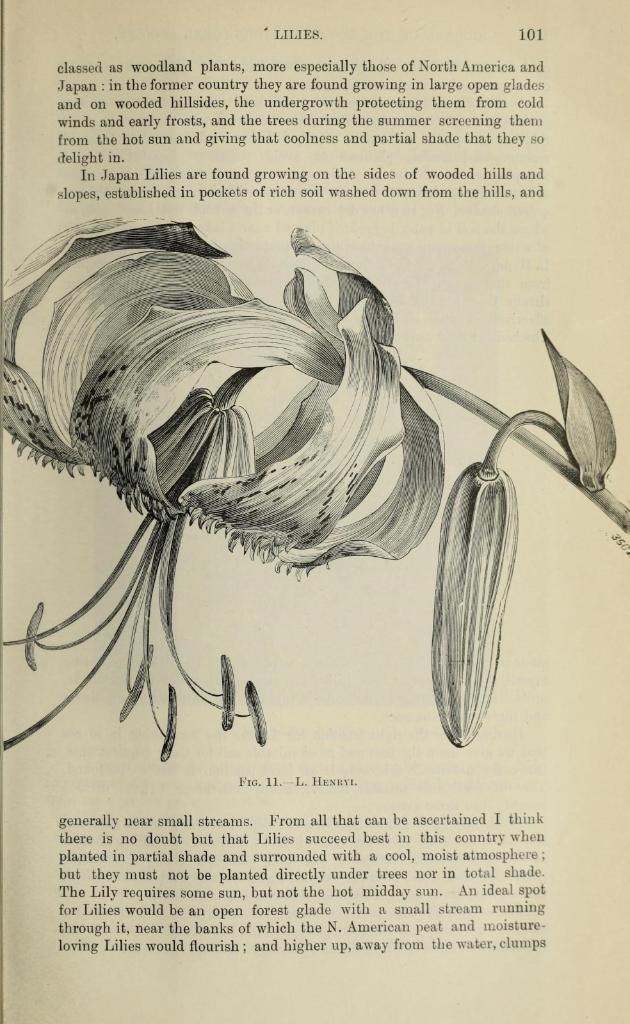 LILIES. 101
classed as woodland plants, more especially those of North America and
Japan : in the former country they are found growing in large open glades
and on wooded hillsides, the undergrowth protecting them from cold
winds and early frosts, and the trees during the summer screening them
from the hot sun and giving that coolness and partial shade that they so
delight in.
In Japan Lilies are found growing on the sides of wooded hills and
slopes, established in pockets of rich soil washed down from the hills, and
Fig. 11.—L. Henryi.
generally near small streams. From all that can be ascertained I think
there is no doubt but that Lilies succeed best in this country when
planted in partial shade and surrounded with a cool, moist atmosphere ;
but they must not be planted directly under trees nor in total shade.
The Lily requires some sun, but not the hot midday sun. An ideal spot
for Lilies would be an open forest glade with a small stream running
through it, near the banks of which the N. American peat and moisture-
loving Lilies would flourish ; and higher up, away from the water, clumps